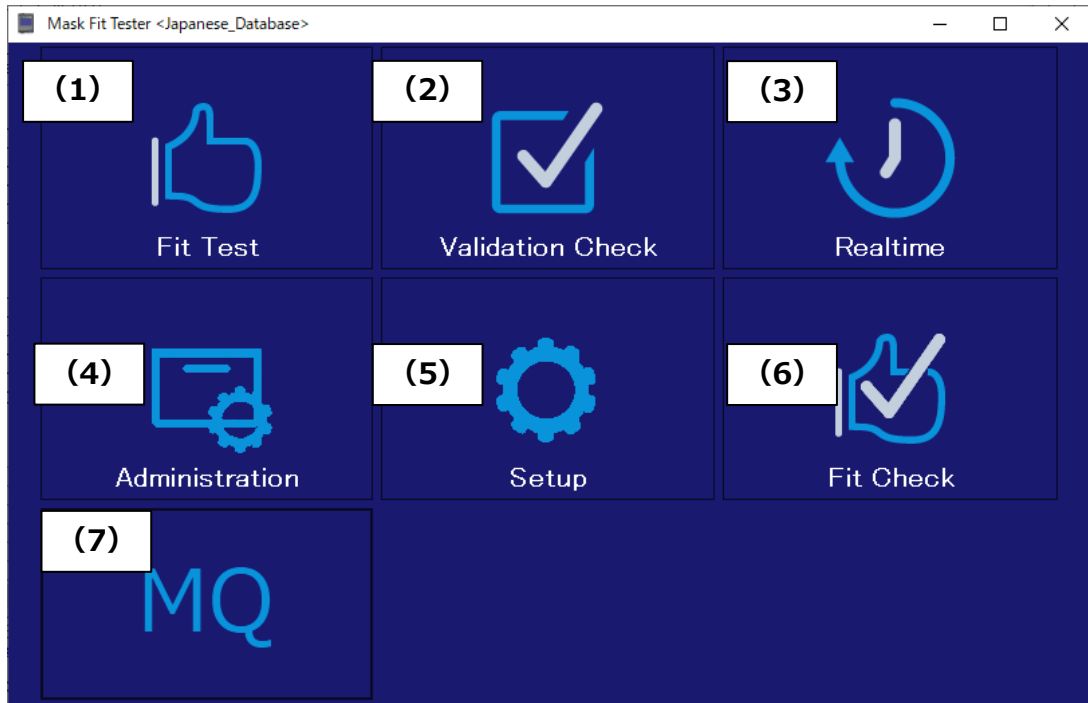 Mask Fit Tester <Japanese_Database>
(1)
(2)
(3)
Fit Test
Validation Check
Realtime
(4)
(5)
(6)
Administration
Setup
Fit Check
(7)
MQ